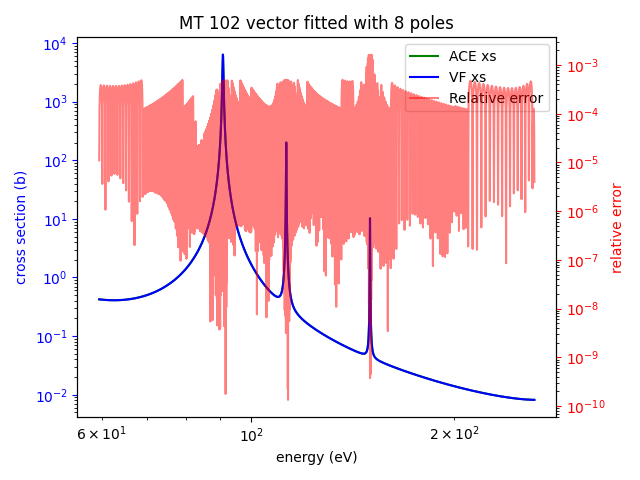 MT 102 vector fitted with 8 poles
ACE xs
VF xs
Relative error
cross section (b)
10^4
10^3
10^2
10^1
10^0
10^-1
10^-2
10^-3
10^-4
10^-5
10^-6
10^-7
10^-8
10^-9
10^-10
relative error
6 × 10^1
10^2
2 × 10^2
energy (eV)